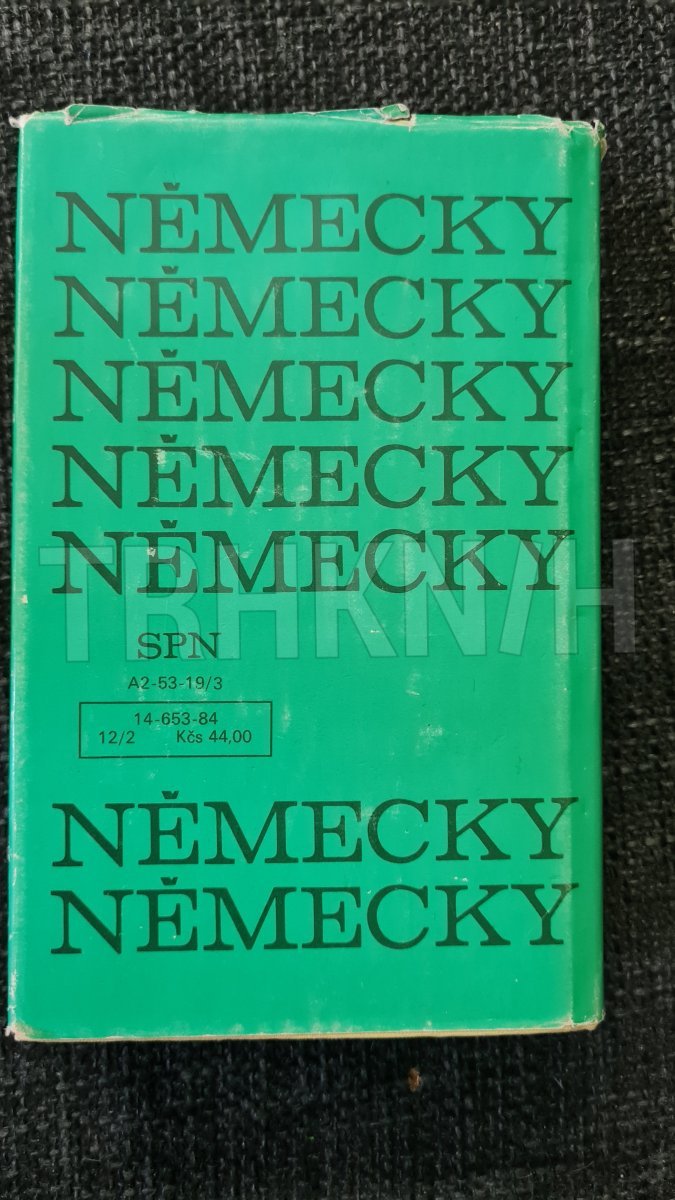 NĚMECKY
NĚMECKY
NĚMECKY
NĚMECKY
NĚMECKY
TRHKNIH
SPN
A2-53-19/3
14-653-84
12/2 Kčs 44,00
NĚMECKY
NĚMECKY